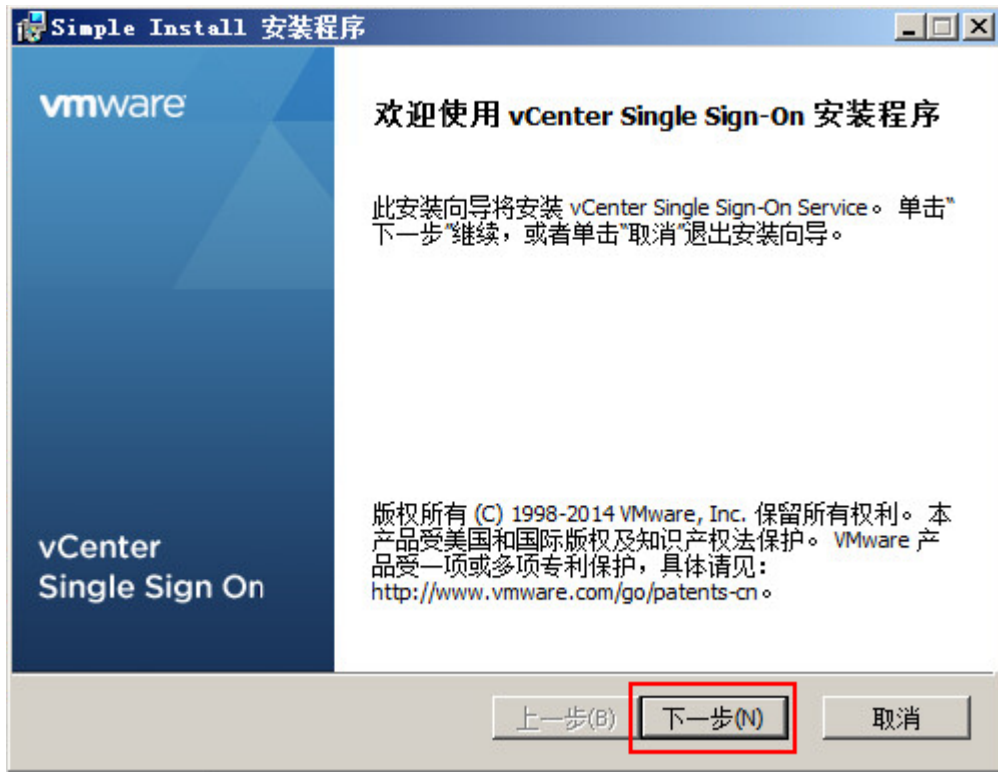 Simple Install 安装程序
vmware
欢迎使用 vCenter Single Sign-On 安装程序
此安装向导将安装 vCenter Single Sign-On Service。 单击"
下一步"继续，或者单击"取消"退出安装向导。
版权所有 (C) 1998-2014 VMware, Inc. 保留所有权利。 本
产品受美国和国际版权及知识产权法保护。 VMware 产
品受一项或多项专利保护，具体请见：
http://www.vmware.com/go/patents-cn。
vCenter
Single Sign On
上一步(B)
下一步(N)
取消